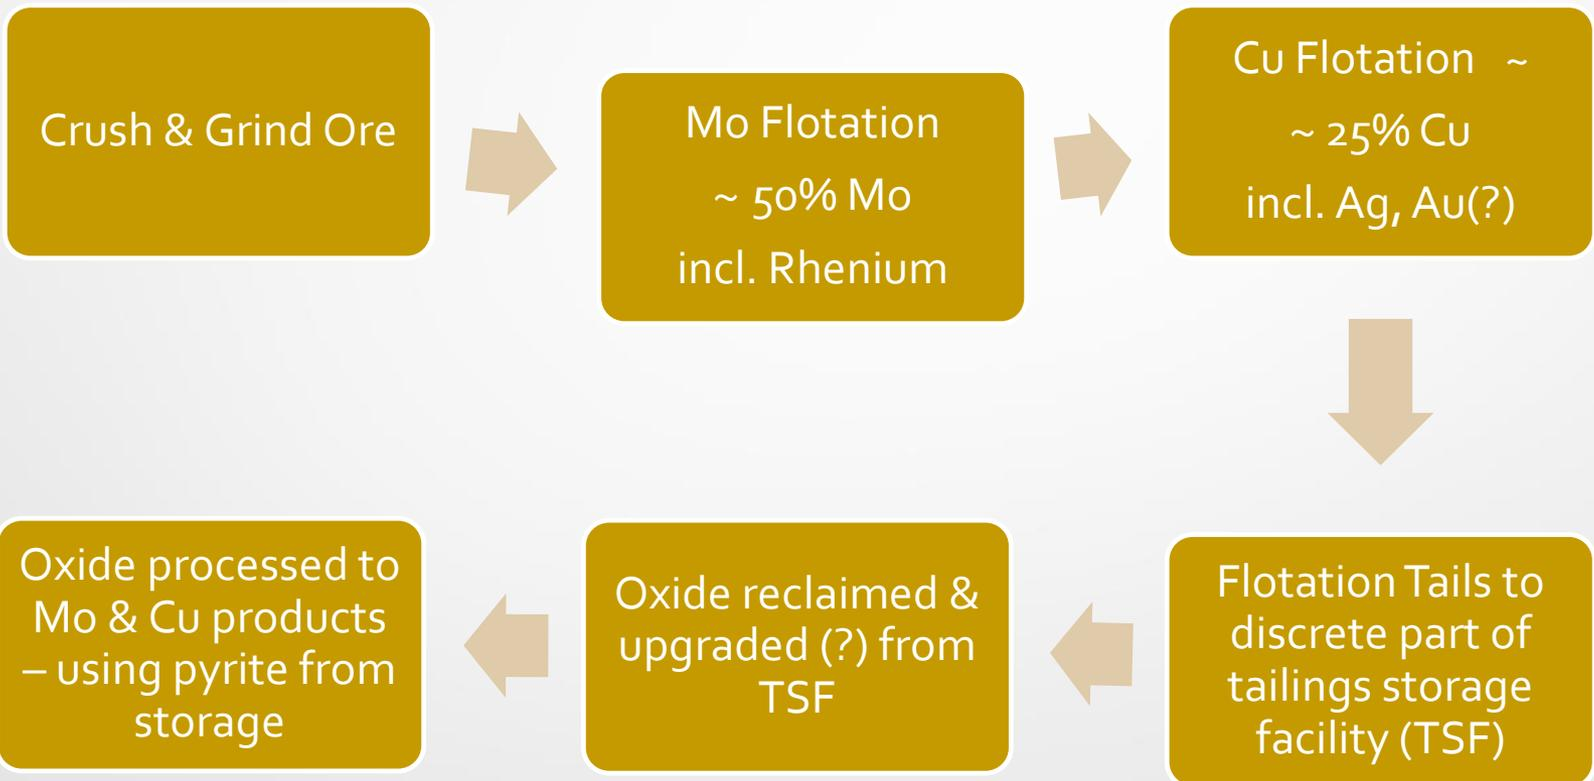 Crush & Grind Ore
Mo Flotation
~ 50% Mo
incl. Rhenium
Cu Flotation ~
~ 25% Cu
incl. Ag, Au(?)
Flotation Tails to
discrete part of
tailings storage
facility (TSF)
Oxide reclaimed &
upgraded (?) from
TSF
Oxide processed to
Mo & Cu products
– using pyrite from
storage